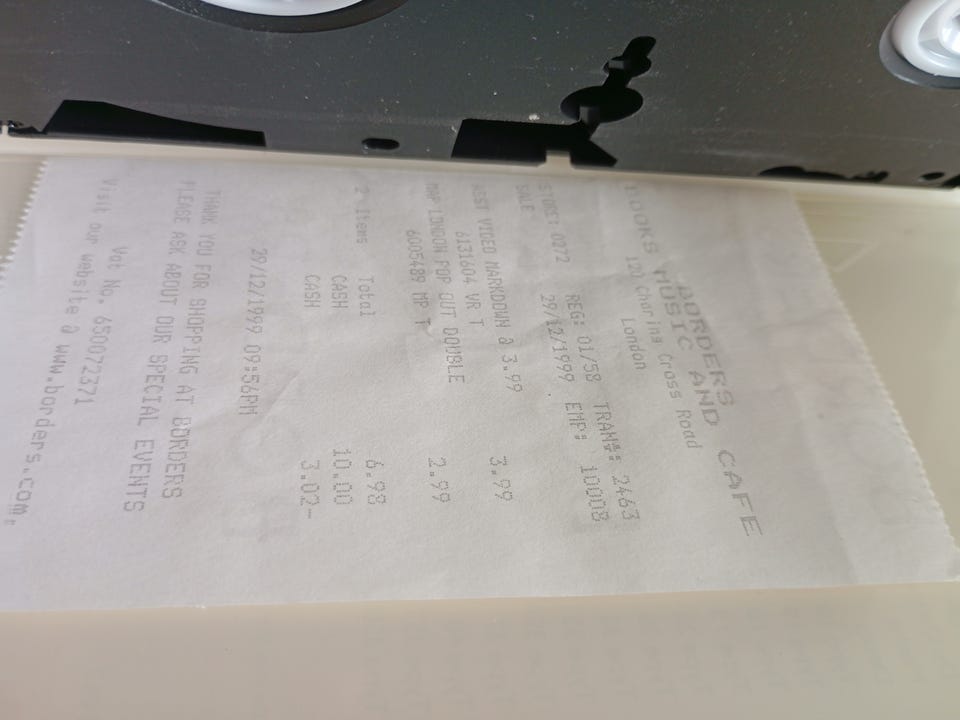 BORDERS
BOOKS MUSIC AND CAFE
120 Charing Cross Road
London
STORE: 0272 REG: 01/58 TRAN#: 2463
SALE 29/12/1999 EMP: 10008
ASST VIDEO MARKDOWN @ 3.99
6131604 VR T 3.99
MAP LONDON POP OUT DOUBLE
6005489 MP T 2.99
2 Items Total 6.98
CASH 10.00
CASH 3.02-
29/12/1999 09:56PM
THANK YOU FOR SHOPPING AT BORDERS
PLEASE ASK ABOUT OUR SPECIAL EVENTS
Vat No. 650072371
Visit our website @ www.borders.com.